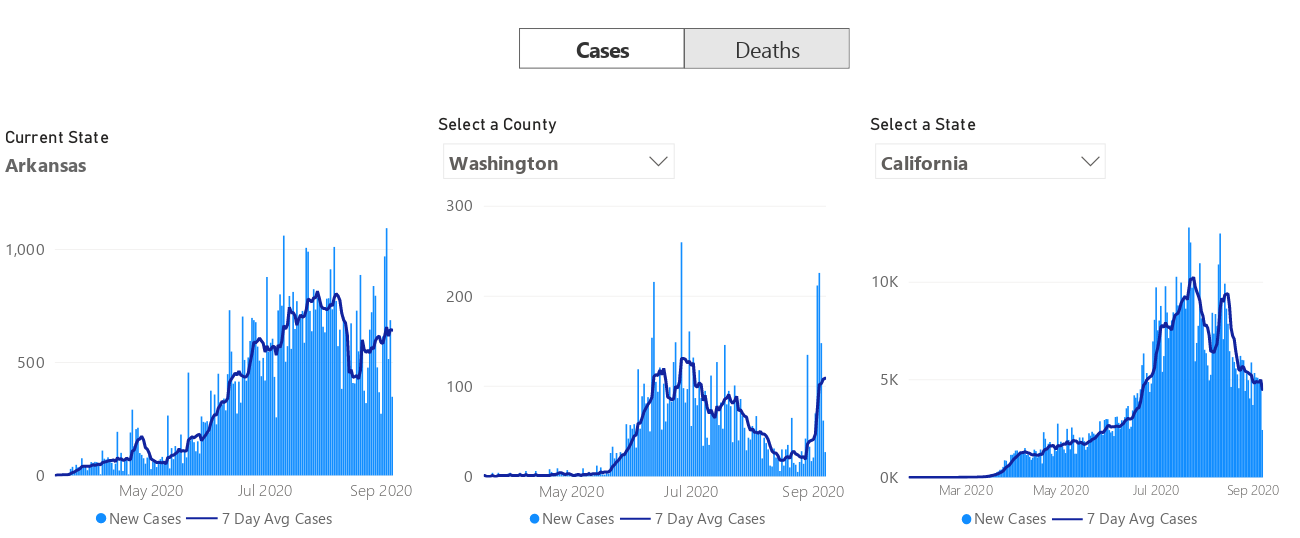 Cases Deaths
Current State
Arkansas
1,000
500
0
May 2020 Jul 2020 Sep 2020
New Cases 7 Day Avg Cases
Select a County
Washington
300
200
100
0
May 2020 Jul 2020 Sep 2020
New Cases 7 Day Avg Cases
Select a State
California
10K
5K
0K
Mar 2020 May 2020 Jul 2020 Sep 2020
New Cases 7 Day Avg Cases